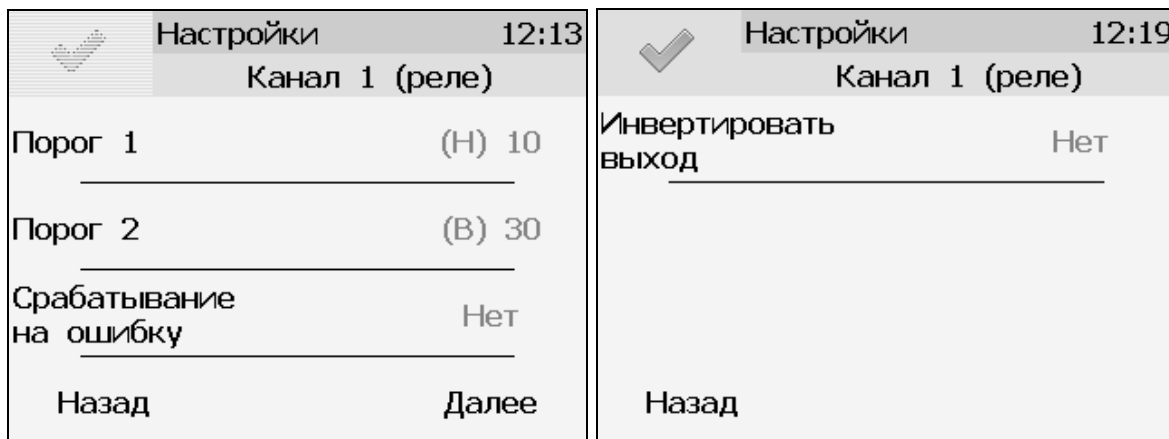 Настройки 12:13
Канал 1 (реле)
Порог 1 (Н) 10
Порог 2 (В) 30
Срабатывание
на ошибку Нет
Назад Далее
Настройки 12:19
Канал 1 (реле)
Инвертировать
выход Нет
Назад